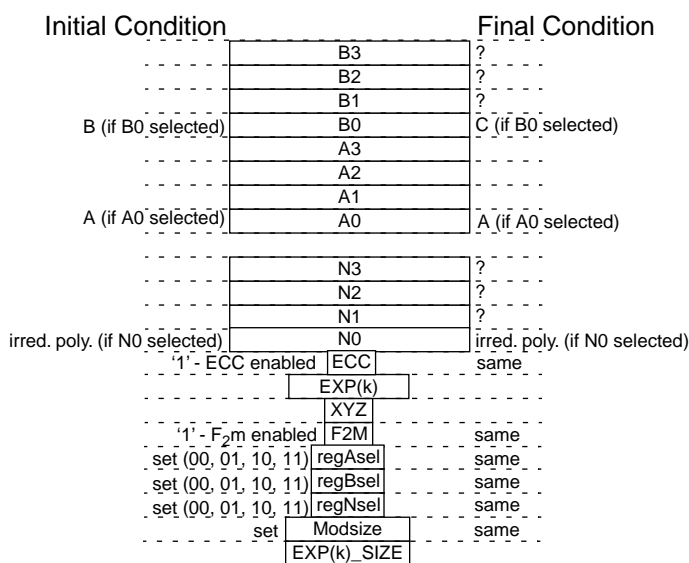 Initial Condition Final Condition
B3 ?
B2 ?
B1 ?
B (if B0 selected) B0 C (if B0 selected)
A3
A2
A1
A (if A0 selected) A0 A (if A0 selected)
N3 ?
N2 ?
N1 ?
irred. poly. (if N0 selected) N0 irred. poly. (if N0 selected)
‘1’ - ECC enabled ECC same
EXP(k)
XYZ
‘1’ - F2m enabled F2M same
set (00, 01, 10, 11) regAsel same
set (00, 01, 10, 11) regBsel same
set (00, 01, 10, 11) regNsel same
set Modsize same
EXP(k)_SIZE